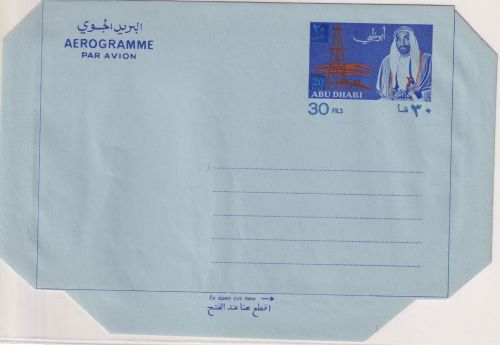 البريد الجوي
AEROGRAMME
PAR AVION
أبوظبي
20
ABU DHABI
30 FILS
٣٠ ف
To open cut here →
اقطع هنا عند الفتح